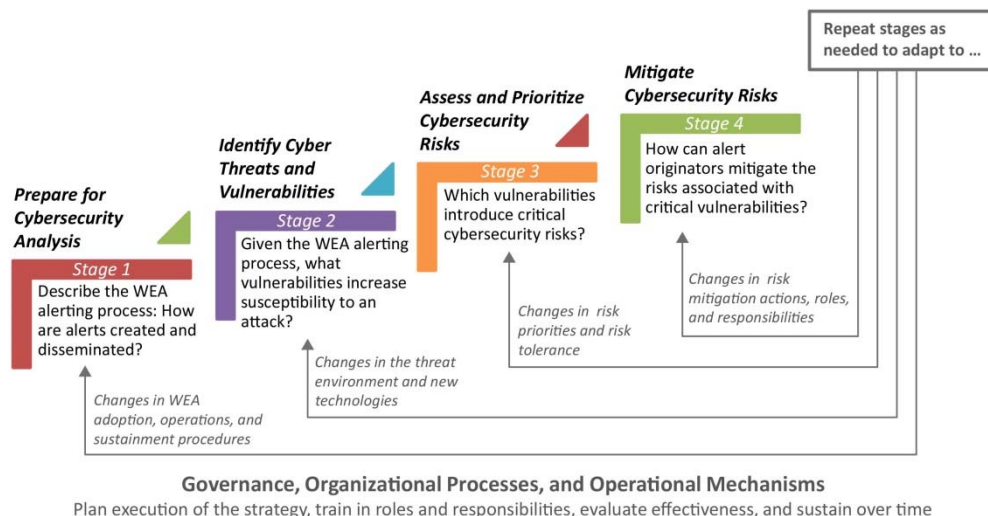 Repeat stages as
needed to adapt to ...
Mitigate
Cybersecurity Risks
Stage 4
How can alert
originators mitigate the
risks associated with
critical vulnerabilities?
Assess and Prioritize
Cybersecurity
Risks
Stage 3
Which vulnerabilities
introduce critical
cybersecurity risks?
Identify Cyber
Threats and
Vulnerabilities
Stage 2
Given the WEA alerting
process, what
vulnerabilities increase
susceptibility to an
attack?
Prepare for
Cybersecurity
Analysis
Stage 1
Describe the WEA
alerting process: How
are alerts created and
disseminated?
Changes in risk
mitigation actions, roles,
and responsibilities
Changes in risk
priorities and risk
tolerance
Changes in the threat
environment and new
technologies
Changes in WEA
adoption, operations, and
sustainment procedures
Governance, Organizational Processes, and Operational Mechanisms
Plan execution of the strategy, train in roles and responsibilities, evaluate effectiveness, and sustain over time